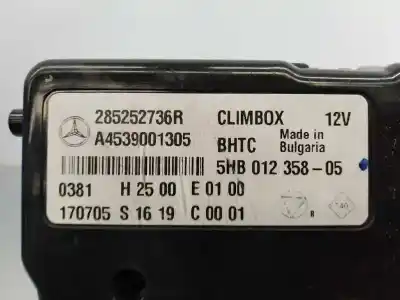 285252736R CLIMBOX 12V
A4539001305 BHTC Made in
Bulgaria
5HB 012 358-05
0381 H 25 00 E 01 00
170705 S 16 19 C 00 01
R